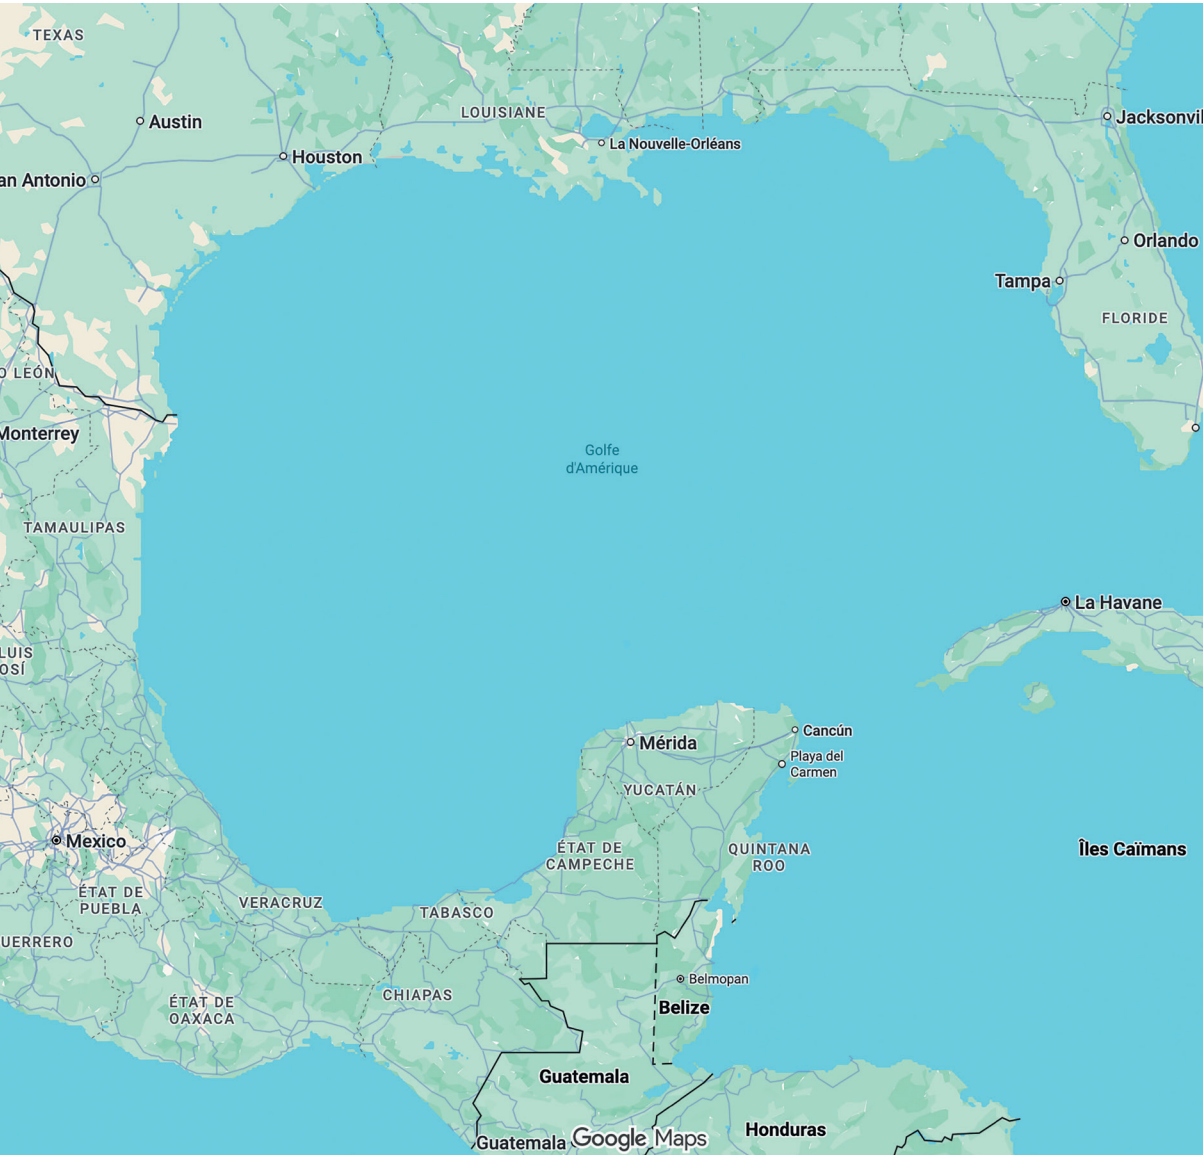 TEXAS
LOUISIANE
Austin
Jacksonvil
Houston
La Nouvelle-Orléans
an Antonio
Orlando
Tampa
FLORIDE
O LEÓN
Monterrey
Golfe
d'Amérique
TAMAULIPAS
La Havane
LUIS
OSÍ
Cancún
Mérida
Playa del
Carmen
YUCATÁN
Mexico
ÉTAT DE
CAMPECHE
QUINTANA
ROO
Îles Caïmans
ÉTAT DE
PUEBLA
VERACRUZ
TABASCO
UERRERO
Belmopan
CHIAPAS
ÉTAT DE
OAXACA
Belize
Guatemala
Honduras
Guatemala
Google Maps